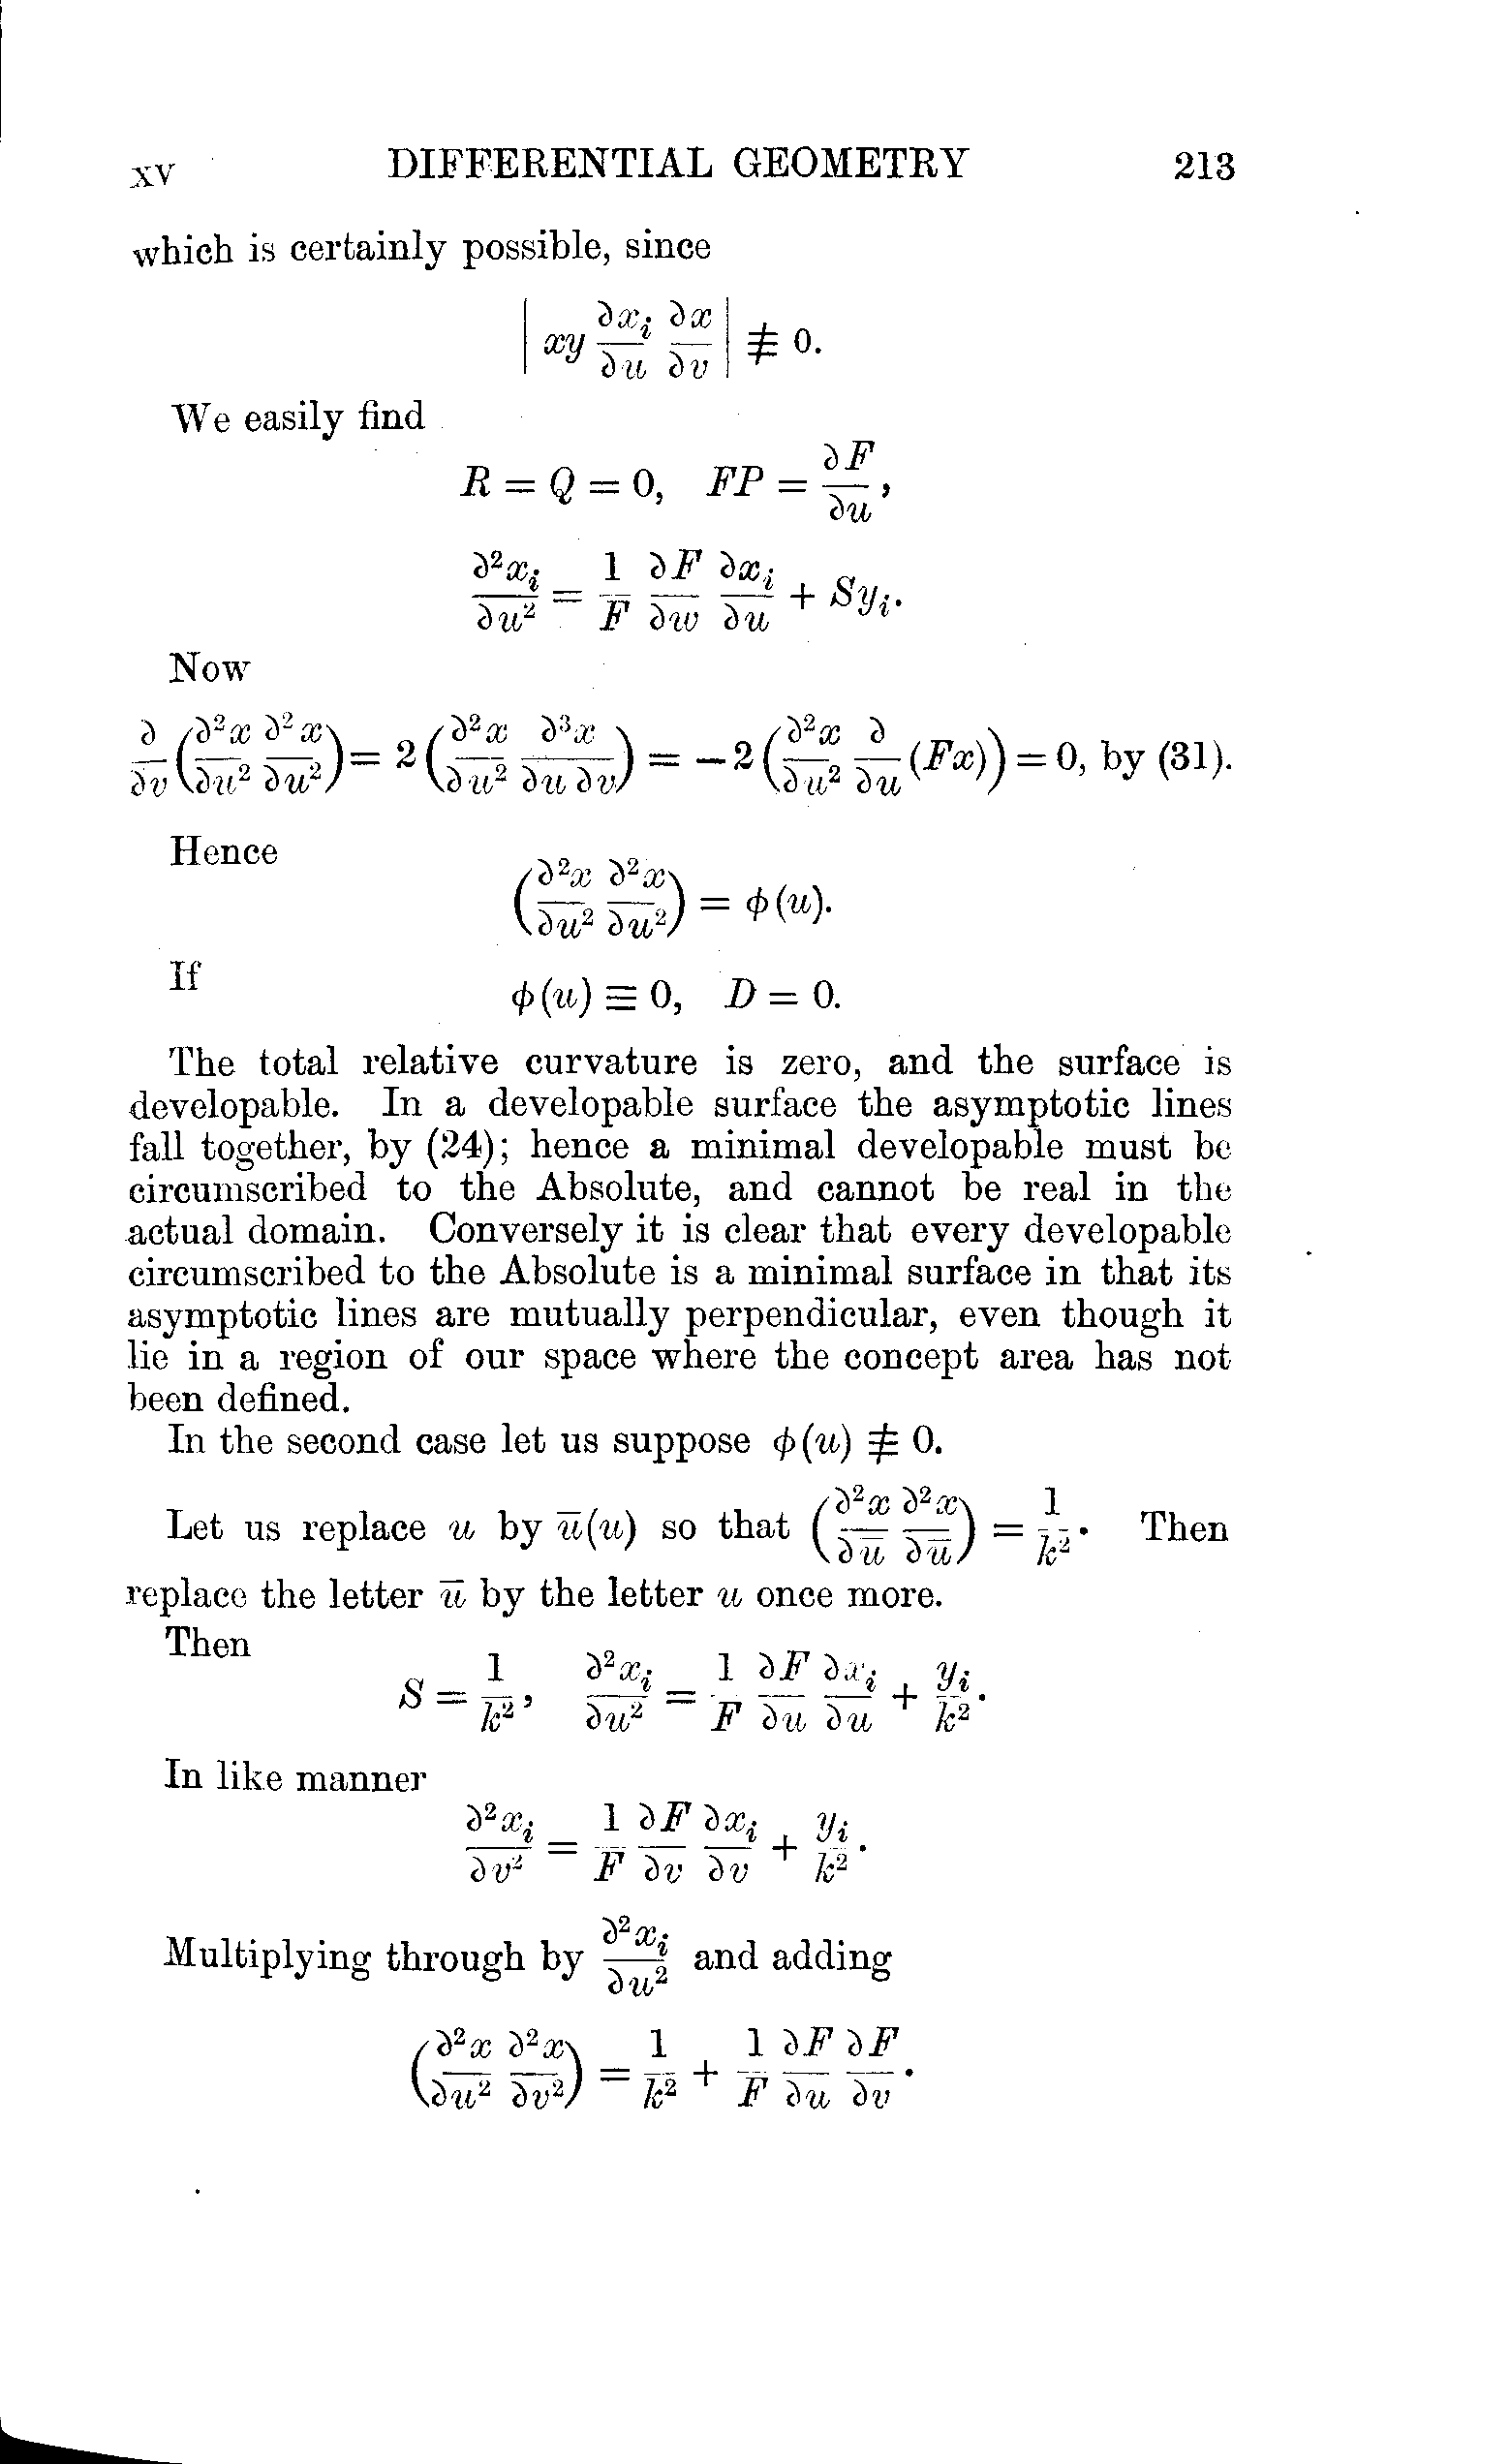 XV DIFFERENTIAL GEOMETRY 213
which is certainly possible, since
$\left| xy \frac{\partial x_i}{\partial u} \frac{\partial x}{\partial v} \right| \not\equiv 0.$
We easily find
$R = Q = 0, \quad FP = \frac{\partial F}{\partial u},$
$\frac{\partial^2 x_i}{\partial u^2} = \frac{1}{F} \frac{\partial F}{\partial w} \frac{\partial x_i}{\partial u} + Sy_i.$
Now
$\frac{\partial}{\partial v} \left( \frac{\partial^2 x}{\partial u^2} \frac{\partial^2 x}{\partial u^2} \right) = 2 \left( \frac{\partial^2 x}{\partial u^2} \frac{\partial^3 x}{\partial u \, \partial v} \right) = -2 \left( \frac{\partial^2 x}{\partial u^2} \frac{\partial}{\partial u} (Fx) \right) = 0$, by (31).
Hence
$\left( \frac{\partial^2 x}{\partial u^2} \frac{\partial^2 x}{\partial u^2} \right) = \phi(u).$
If
$\phi(u) \equiv 0, \quad D = 0.$
The total relative curvature is zero, and the surface is
developable. In a developable surface the asymptotic lines
fall together, by (24); hence a minimal developable must be
circumscribed to the Absolute, and cannot be real in the
actual domain. Conversely it is clear that every developable
circumscribed to the Absolute is a minimal surface in that its
asymptotic lines are mutually perpendicular, even though it
lie in a region of our space where the concept area has not
been defined.
In the second case let us suppose $\phi(u) \not\equiv 0$.
Let us replace $u$ by $\bar{u}(u)$ so that $\left( \frac{\partial^2 x}{\partial \bar{u}} \frac{\partial^2 x}{\partial \bar{u}} \right) = \frac{1}{k^2}.$ Then
replace the letter $\bar{u}$ by the letter $u$ once more.
Then
$S = \frac{1}{k^2}, \quad \frac{\partial^2 x_i}{\partial u^2} = \frac{1}{F} \frac{\partial F}{\partial u} \frac{\partial x_i}{\partial u} + \frac{y_i}{k^2}.$
In like manner
$\frac{\partial^2 x_i}{\partial v^2} = \frac{1}{F} \frac{\partial F}{\partial v} \frac{\partial x_i}{\partial v} + \frac{y_i}{k^2}.$
Multiplying through by $\frac{\partial^2 x_i}{\partial u^2}$ and adding
$\left( \frac{\partial^2 x}{\partial u^2} \frac{\partial^2 x}{\partial v^2} \right) = \frac{1}{k^2} + \frac{1}{F} \frac{\partial F}{\partial u} \frac{\partial F}{\partial v}.$